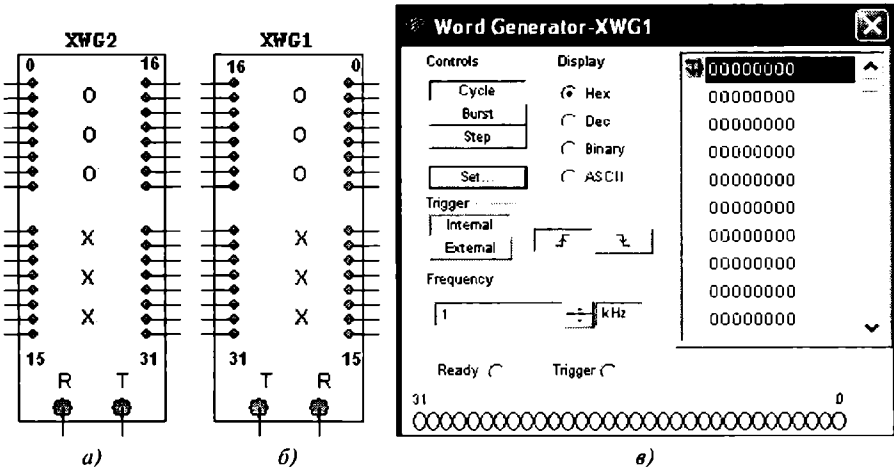 XWG2
0 16
O
O
O
X
X
X
15 31
R T
а)
XWG1
16 0
O
O
O
X
X
X
31 15
T R
б)
Word Generator-XWG1
Controls
Cycle
Burst
Step
Set...
Display
Hex
Dec
Binary
ASCII
Trigger
Internal
External
Frequency
1 kHz
Ready
Trigger
00000000
00000000
00000000
00000000
00000000
00000000
00000000
00000000
00000000
00000000
31 0
в)